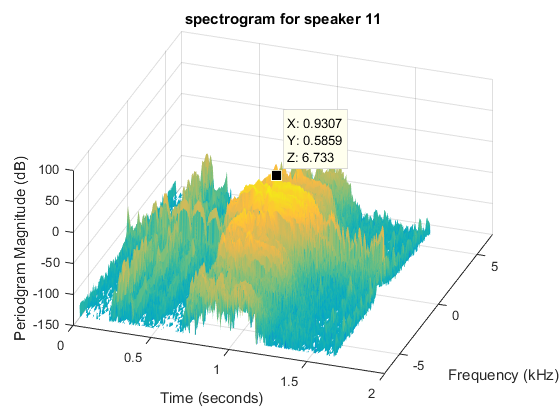 spectrogram for speaker 11
X: 0.9307
Y: 0.5859
Z: 6.733
Periodgram Magnitude (dB)
100
50
0
-50
-100
-150
0
0.5
1
1.5
2
Time (seconds)
5
0
-5
Frequency (kHz)